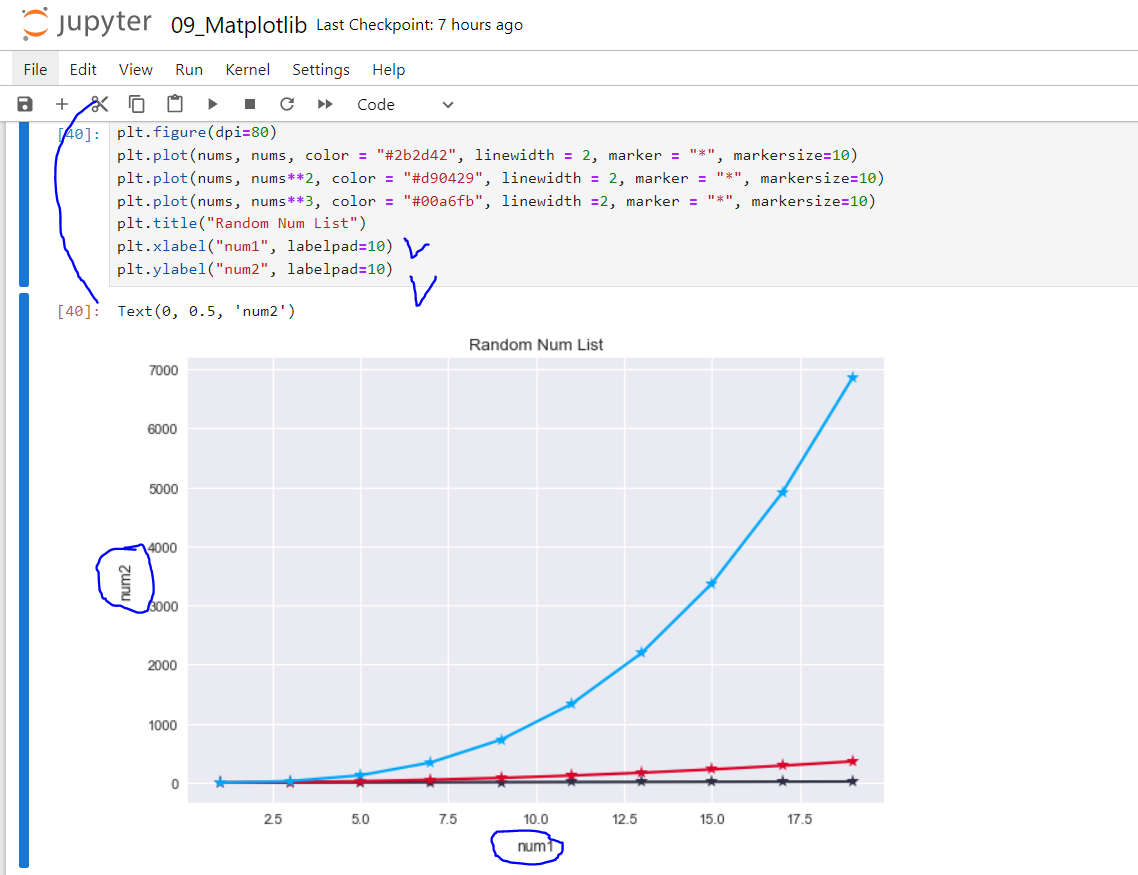 jupyter 09_Matplotlib Last Checkpoint: 7 hours ago
File Edit View Run Kernel Settings Help
Code
[40]: plt.figure(dpi=80)
plt.plot(nums, nums, color = "#2b2d42", linewidth = 2, marker = "*", markersize=10)
plt.plot(nums, nums**2, color = "#d90429", linewidth = 2, marker = "*", markersize=10)
plt.plot(nums, nums**3, color = "#00a6fb", linewidth =2, marker = "*", markersize=10)
plt.title("Random Num List")
plt.xlabel("num1", labelpad=10)
plt.ylabel("num2", labelpad=10)
[40]: Text(0, 0.5, 'num2')
Random Num List
7000
6000
5000
4000
num2
3000
2000
1000
0
2.5 5.0 7.5 10.0 12.5 15.0 17.5
num1